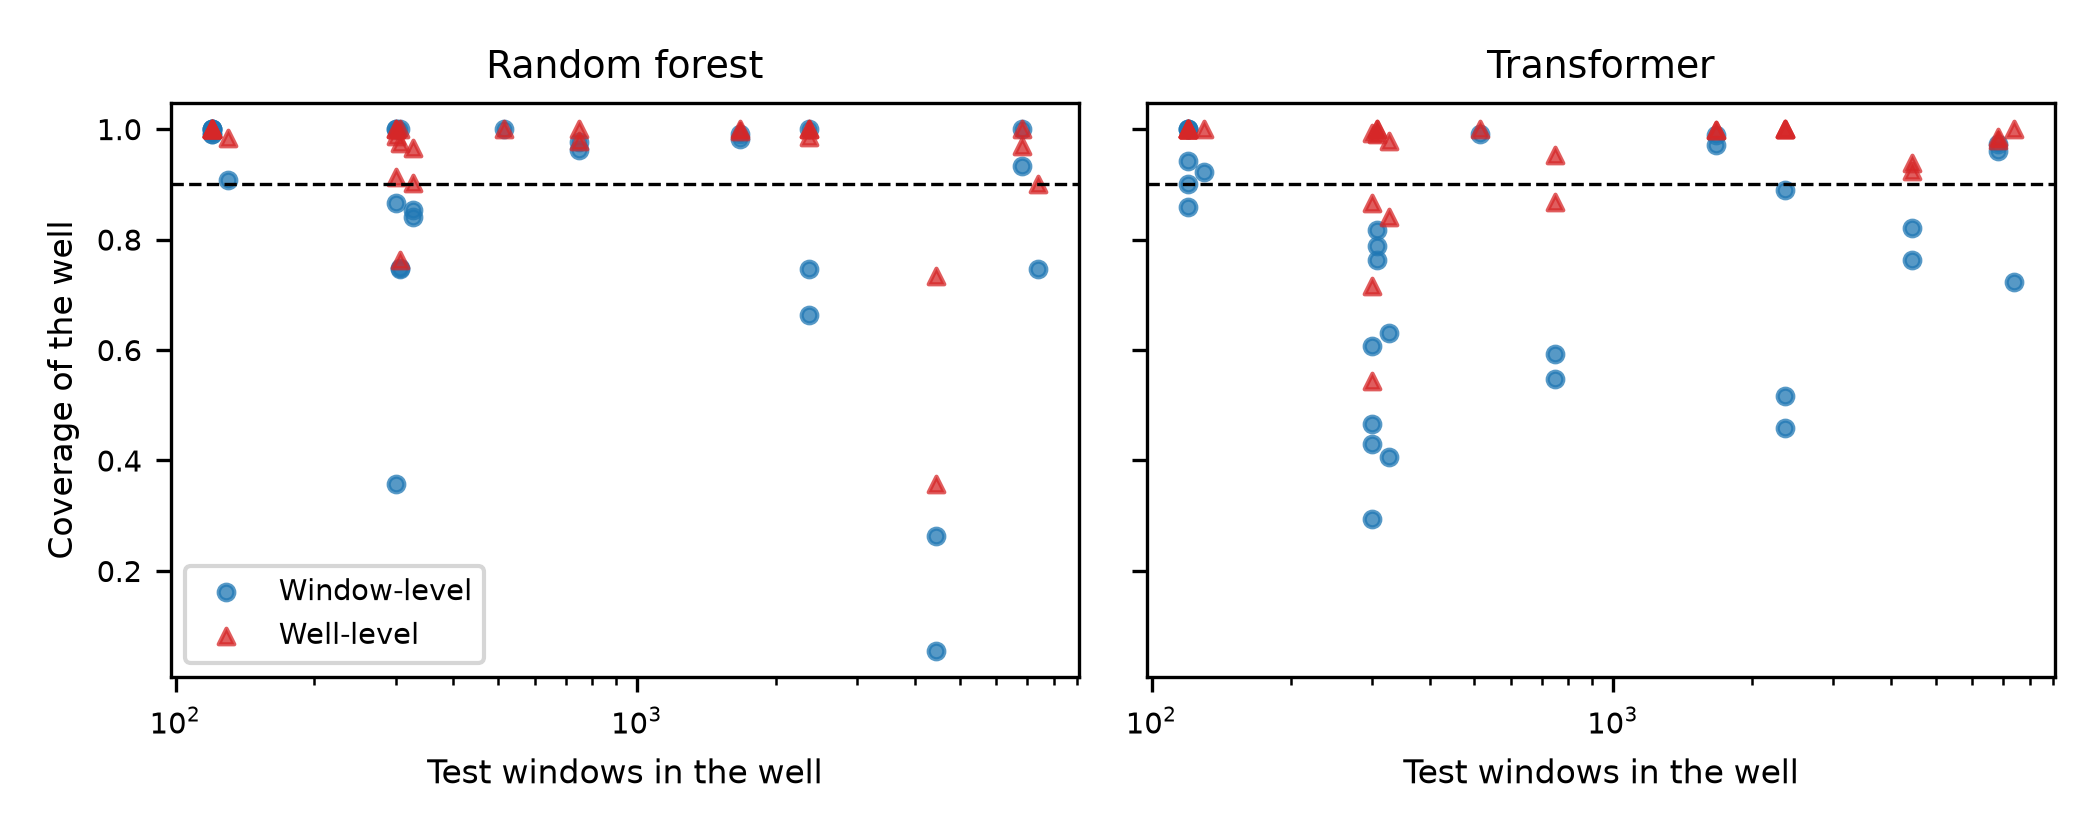 Random forest
Transformer
Coverage of the well
1.0
0.8
0.6
0.4
0.2
Window-level
Well-level
10²
10³
10²
10³
Test windows in the well
Test windows in the well